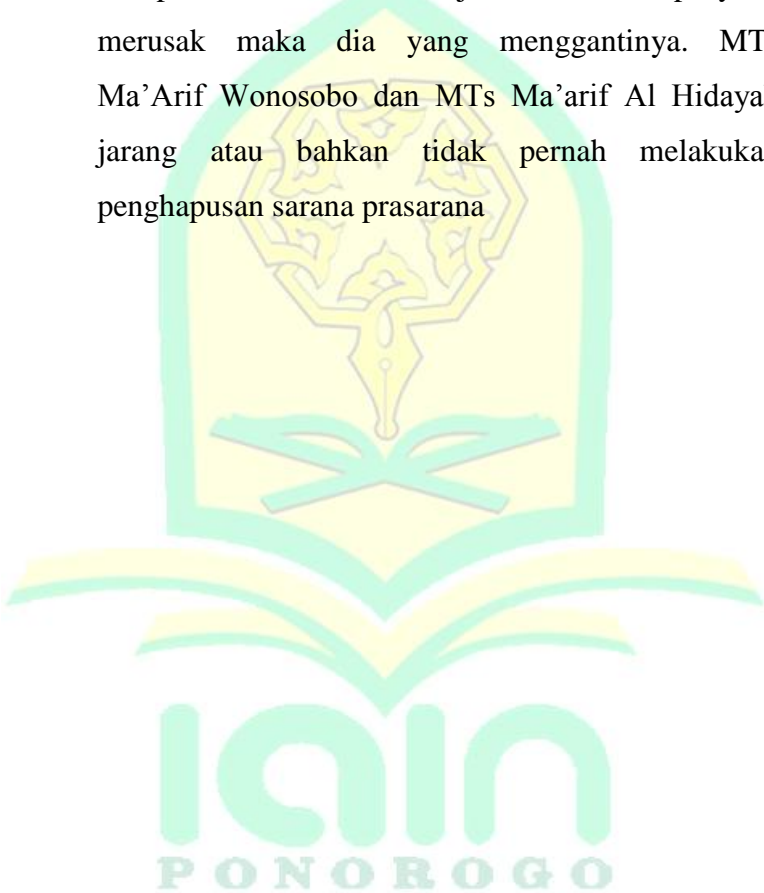 merusak maka dia yang menggantinya. MT
Ma’Arif Wonosobo dan MTs Ma’arif Al Hidaya
jarang atau bahkan tidak pernah melakuka
penghapusan sarana prasarana
iain
PONOROGO